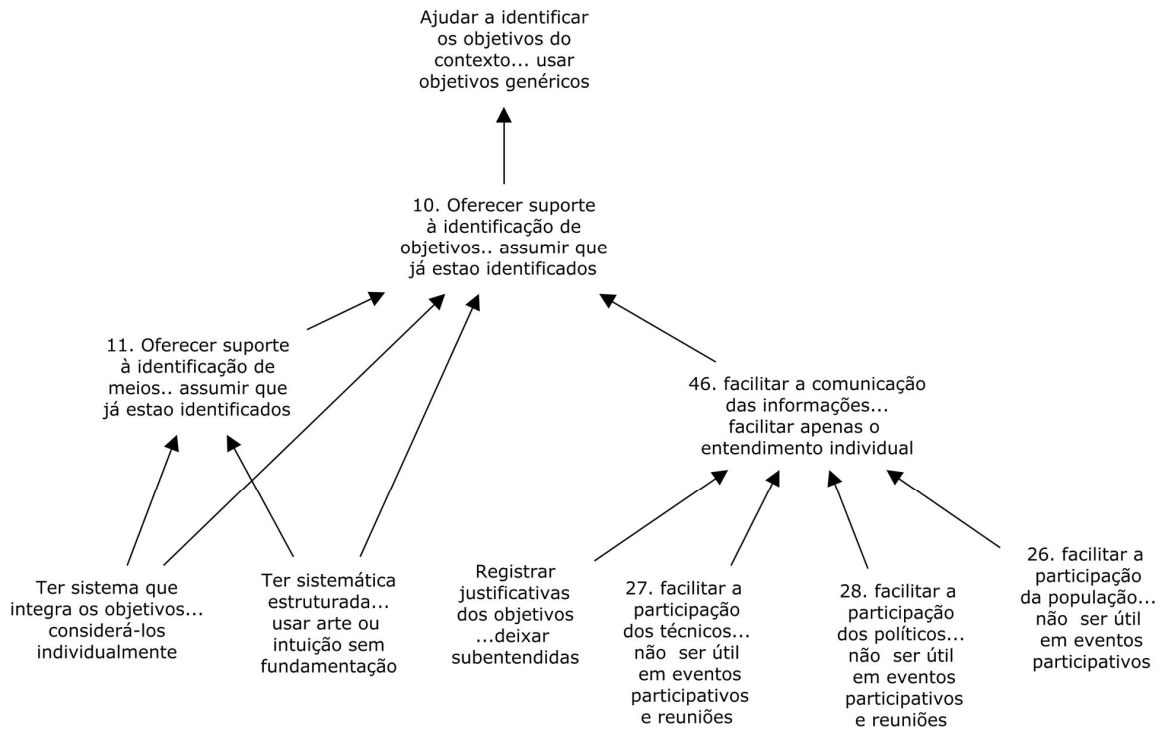 Ajudar a identificar
os objetivos do
contexto... usar
objetivos genéricos
10. Oferecer suporte
à identificação de
objetivos.. assumir que
já estao identificados
11. Oferecer suporte
à identificação de
meios.. assumir que
já estao identificados
46. facilitar a comunicação
das informações...
facilitar apenas o
entendimento individual
Ter sistema que
integra os objetivos...
considerá-los
individualmente
Ter sistemática
estruturada...
usar arte ou
intuição sem
fundamentação
Registrar
justificativas
dos objetivos
...deixar
subentendidas
27. facilitar a
participação
dos técnicos...
não ser útil
em eventos
participativos
e reuniões
28. facilitar a
participação
dos políticos...
não ser útil
em eventos
participativos
e reuniões
26. facilitar a
participação
da população...
não ser útil
em eventos
participativos